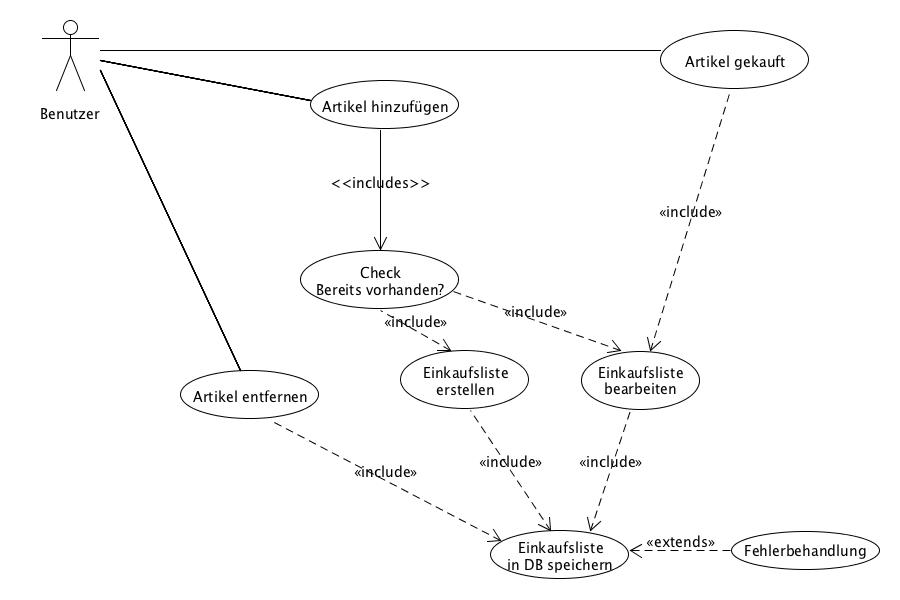 Artikel gekauft
Artikel hinzufügen
Benutzer
<<includes>>
«include»
Check
Bereits vorhanden?
«include»
«include»
Einkaufsliste
erstellen
Einkaufsliste
bearbeiten
Artikel entfernen
«include»
«include»
«include»
Einkaufsliste
in DB speichern
«extends»
Fehlerbehandlung